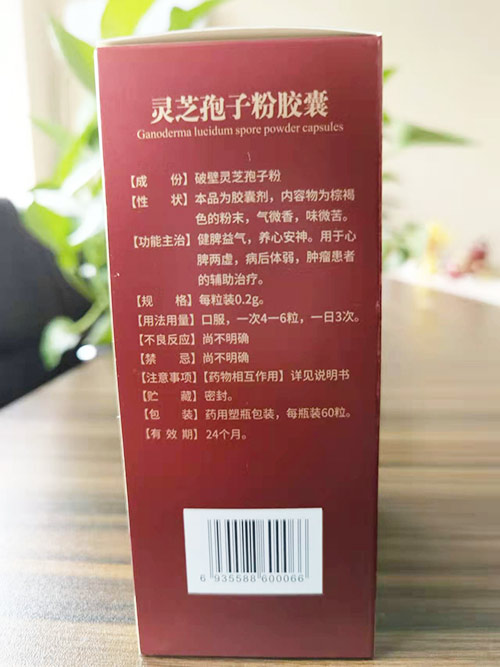 灵芝孢子粉胶囊
Ganoderma lucidum spore powder capsules
【成　份】破壁灵芝孢子粉
【性　状】本品为胶囊剂，内容物为棕褐
色的粉末，气微香，味微苦。
【功能主治】健脾益气，养心安神。用于心
脾两虚，病后体弱，肿瘤患者
的辅助治疗。
【规　格】每粒装0.2g。
【用法用量】口服，一次4一6粒，一日3次。
【不良反应】尚不明确
【禁　忌】尚不明确
【注意事项】【药物相互作用】详见说明书
【贮　藏】密封。
【包　装】药用塑瓶包装，每瓶装60粒。
【有 效 期】24个月。
6 935588 600066